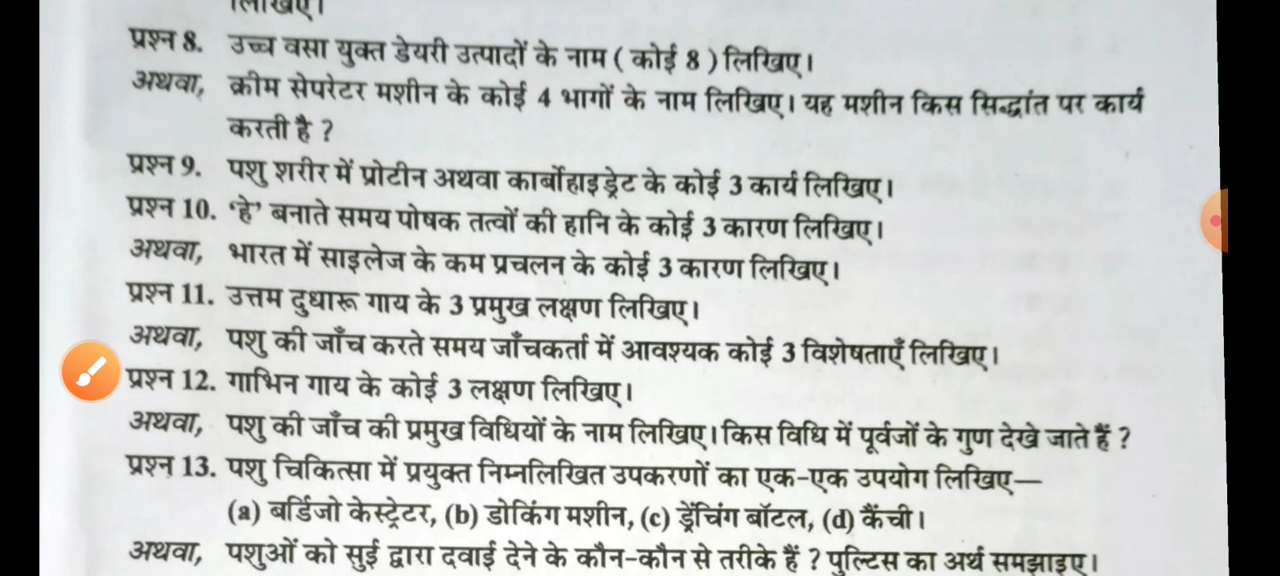 लिखिए।
प्रश्न 8. उच्च वसा युक्त डेयरी उत्पादों के नाम ( कोई 8 ) लिखिए।
अथवा, क्रीम सेपरेटर मशीन के कोई 4 भागों के नाम लिखिए। यह मशीन किस सिद्धांत पर कार्य
करती है ?
प्रश्न 9. पशु शरीर में प्रोटीन अथवा कार्बोहाइड्रेट के कोई 3 कार्य लिखिए।
प्रश्न 10. ‘हे’ बनाते समय पोषक तत्वों की हानि के कोई 3 कारण लिखिए।
अथवा, भारत में साइलेज के कम प्रचलन के कोई 3 कारण लिखिए।
प्रश्न 11. उत्तम दुधारू गाय के 3 प्रमुख लक्षण लिखिए।
अथवा, पशु की जाँच करते समय जाँचकर्ता में आवश्यक कोई 3 विशेषताएँ लिखिए।
प्रश्न 12. गाभिन गाय के कोई 3 लक्षण लिखिए।
अथवा, पशु की जाँच की प्रमुख विधियों के नाम लिखिए। किस विधि में पूर्वजों के गुण देखे जाते हैं ?
प्रश्न 13. पशु चिकित्सा में प्रयुक्त निम्नलिखित उपकरणों का एक-एक उपयोग लिखिए—
(a) बर्डिजो केस्ट्रेटर, (b) डोकिंग मशीन, (c) ड्रेंचिंग बॉटल, (d) कैंची।
अथवा, पशुओं को सुई द्वारा दवाई देने के कौन-कौन से तरीके हैं ? पुल्टिस का अर्थ समझाइए।